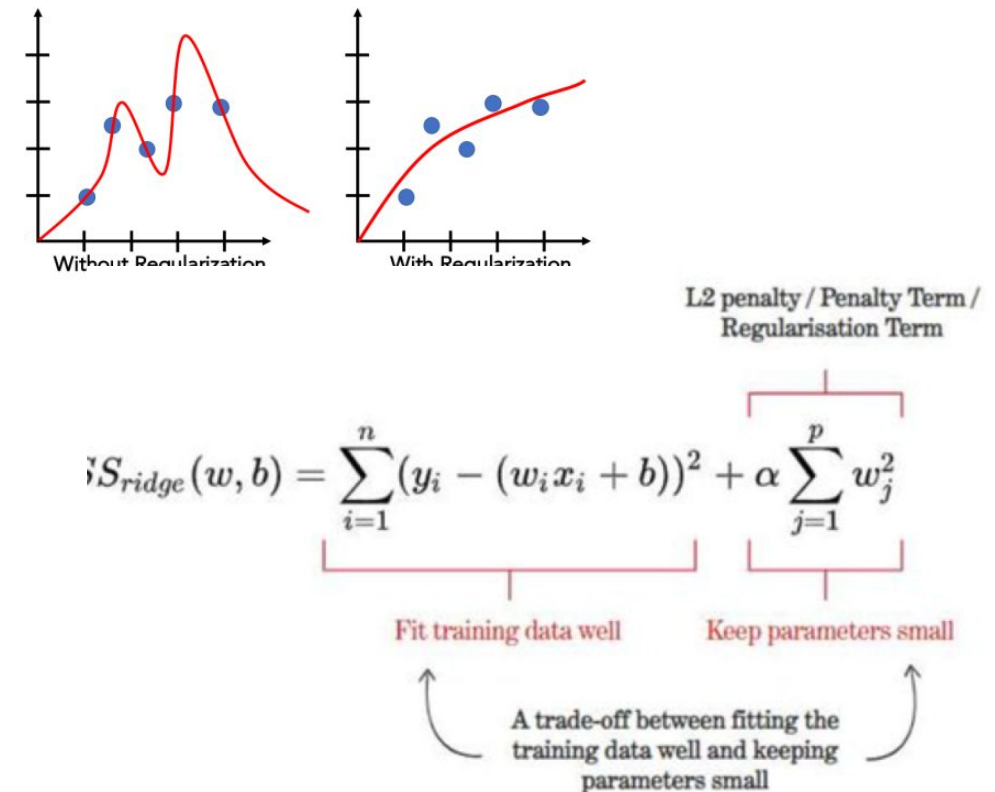 Without Regularization
With Regularization
L2 penalty / Penalty Term /
Regularisation Term
SS_{ridge}(w, b) = \sum_{i=1}^{n} (y_i - (w_i x_i + b))^2 + α \sum_{j=1}^{p} w_j^2
Fit training data well
Keep parameters small
A trade-off between fitting the
training data well and keeping
parameters small